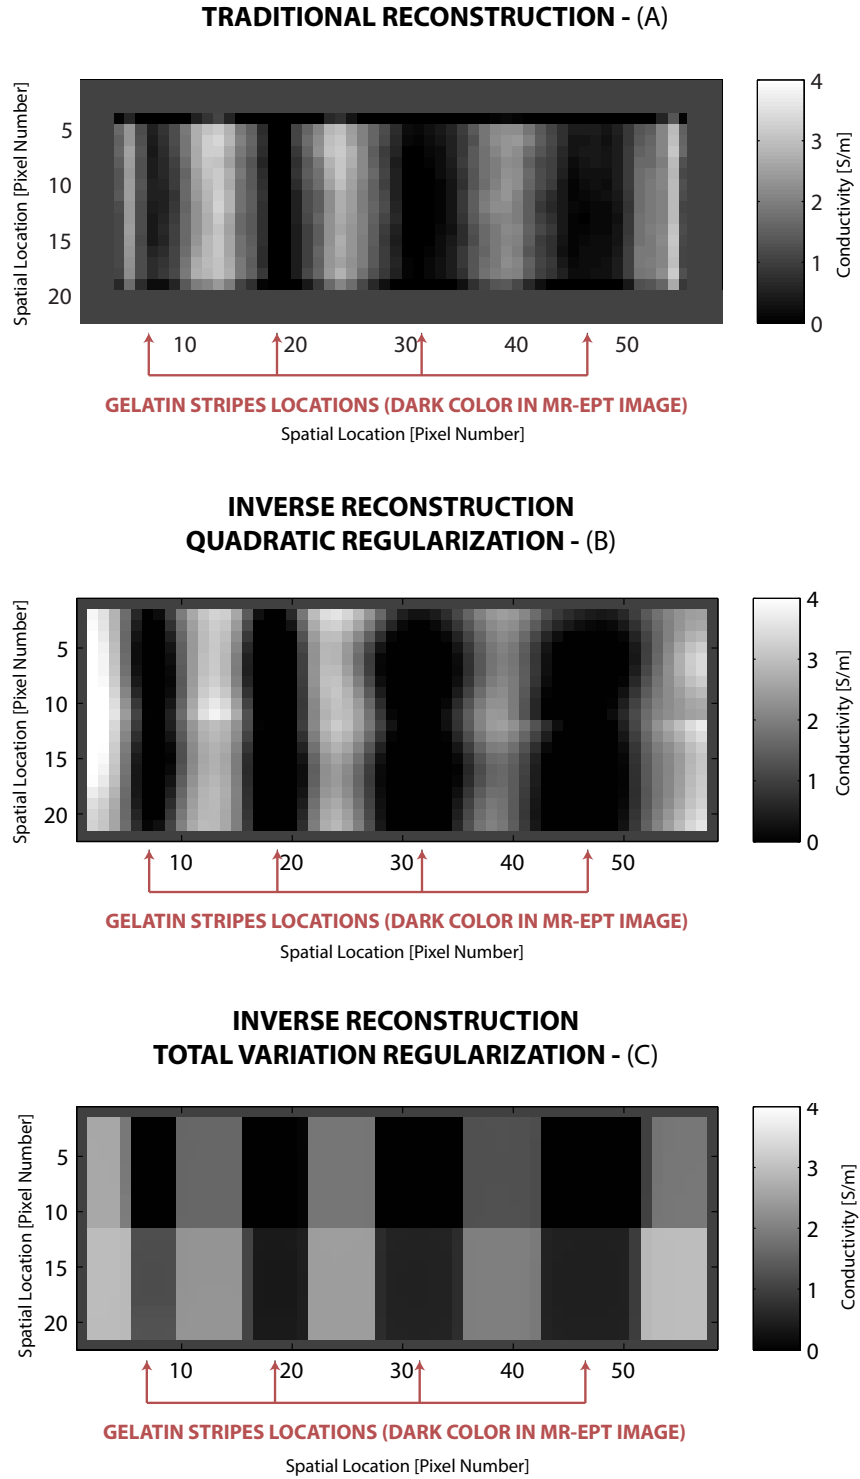 TRADITIONAL RECONSTRUCTION - (A)
Spatial Location [Pixel Number]
5
10
15
20
10 20 30 40 50
4
3
2
1
0
Conductivity [S/m]
GELATIN STRIPES LOCATIONS (DARK COLOR IN MR-EPT IMAGE)
Spatial Location [Pixel Number]
INVERSE RECONSTRUCTION
QUADRATIC REGULARIZATION - (B)
Spatial Location [Pixel Number]
5
10
15
20
10 20 30 40 50
4
3
2
1
0
Conductivity [S/m]
GELATIN STRIPES LOCATIONS (DARK COLOR IN MR-EPT IMAGE)
Spatial Location [Pixel Number]
INVERSE RECONSTRUCTION
TOTAL VARIATION REGULARIZATION - (C)
Spatial Location [Pixel Number]
5
10
15
20
10 20 30 40 50
4
3
2
1
0
Conductivity [S/m]
GELATIN STRIPES LOCATIONS (DARK COLOR IN MR-EPT IMAGE)
Spatial Location [Pixel Number]